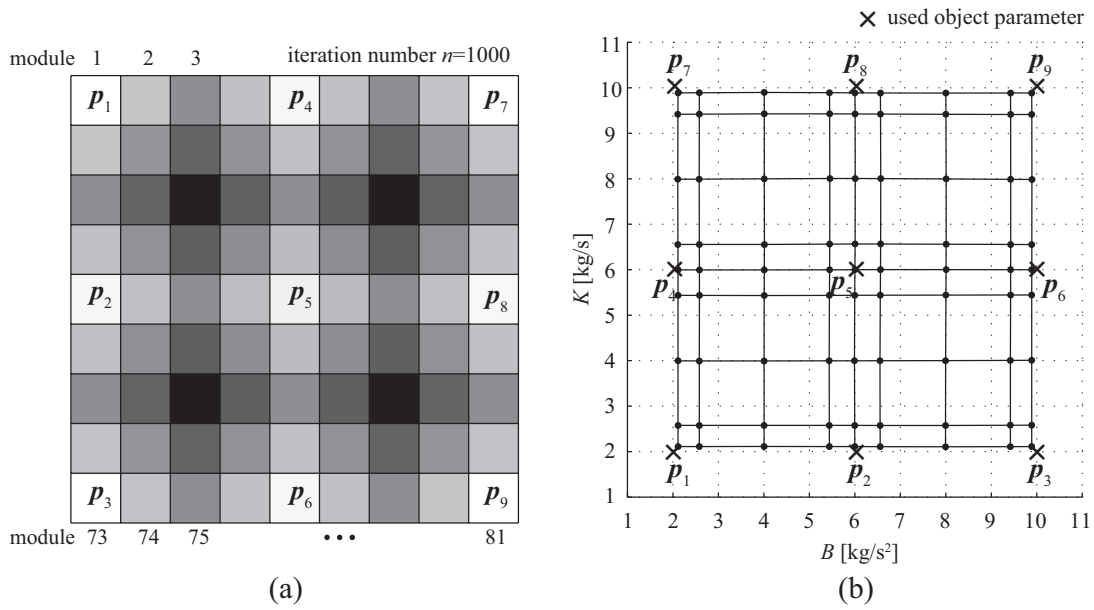 module 1 2 3 iteration number n=1000
p1 p4 p7
p2 p5 p8
p3 p6 p9
module 73 74 75 ••• 81
(a)
× used object parameter
11
p7 p8 p9
10
9
8
7
6
p4 p5 p6
5
4
3
2
p1 p2 p3
1
K [kg/s]
1 2 3 4 5 6 7 8 9 10 11
B [kg/s²]
(b)